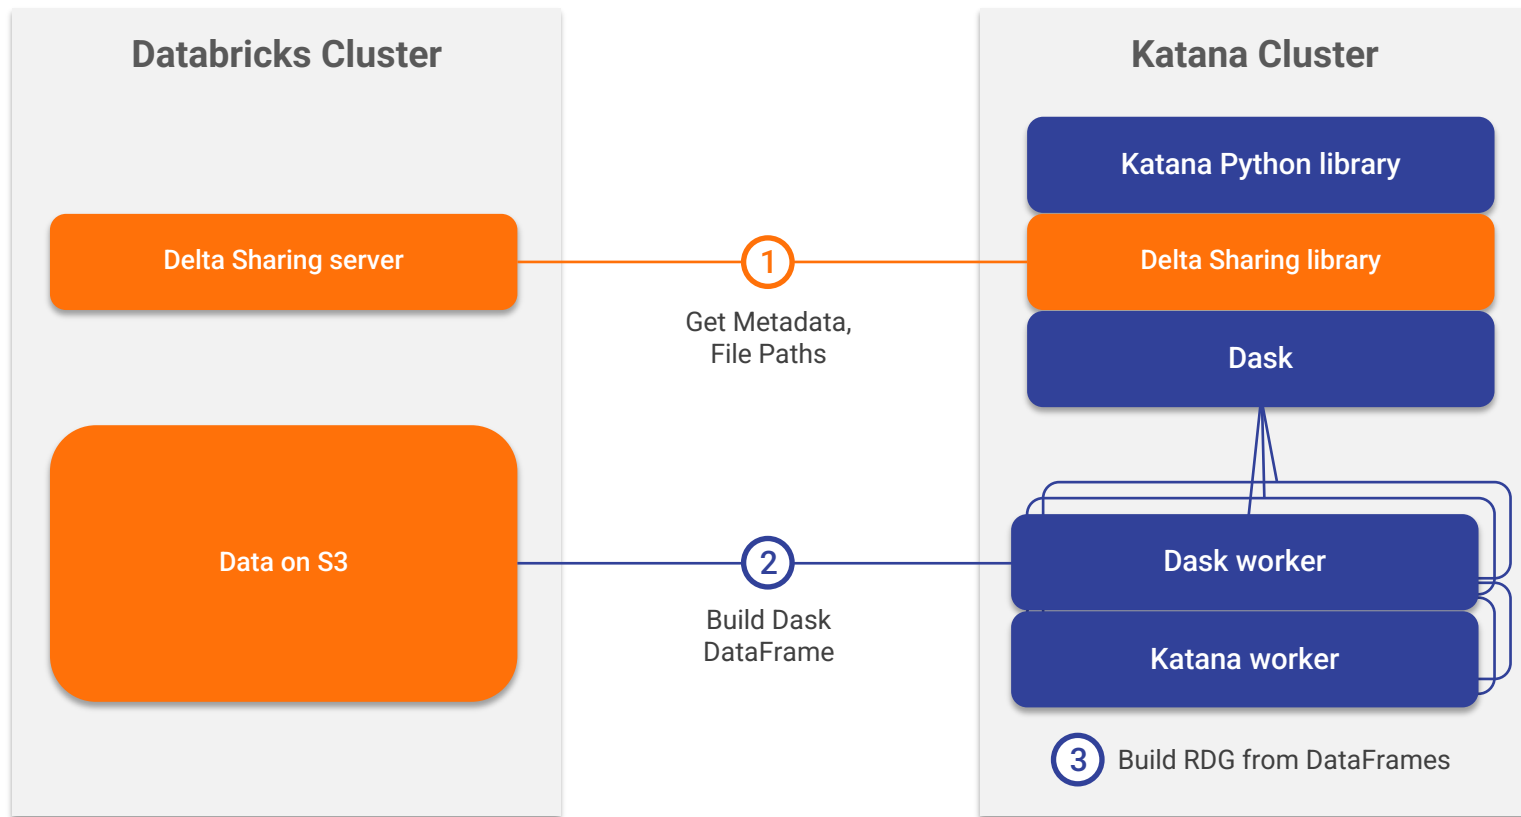 Databricks Cluster
Katana Cluster
Katana Python library
Delta Sharing server
1
Delta Sharing library
Get Metadata,
File Paths
Dask
Data on S3
2
Dask worker
Build Dask
DataFrame
Katana worker
3 Build RDG from DataFrames